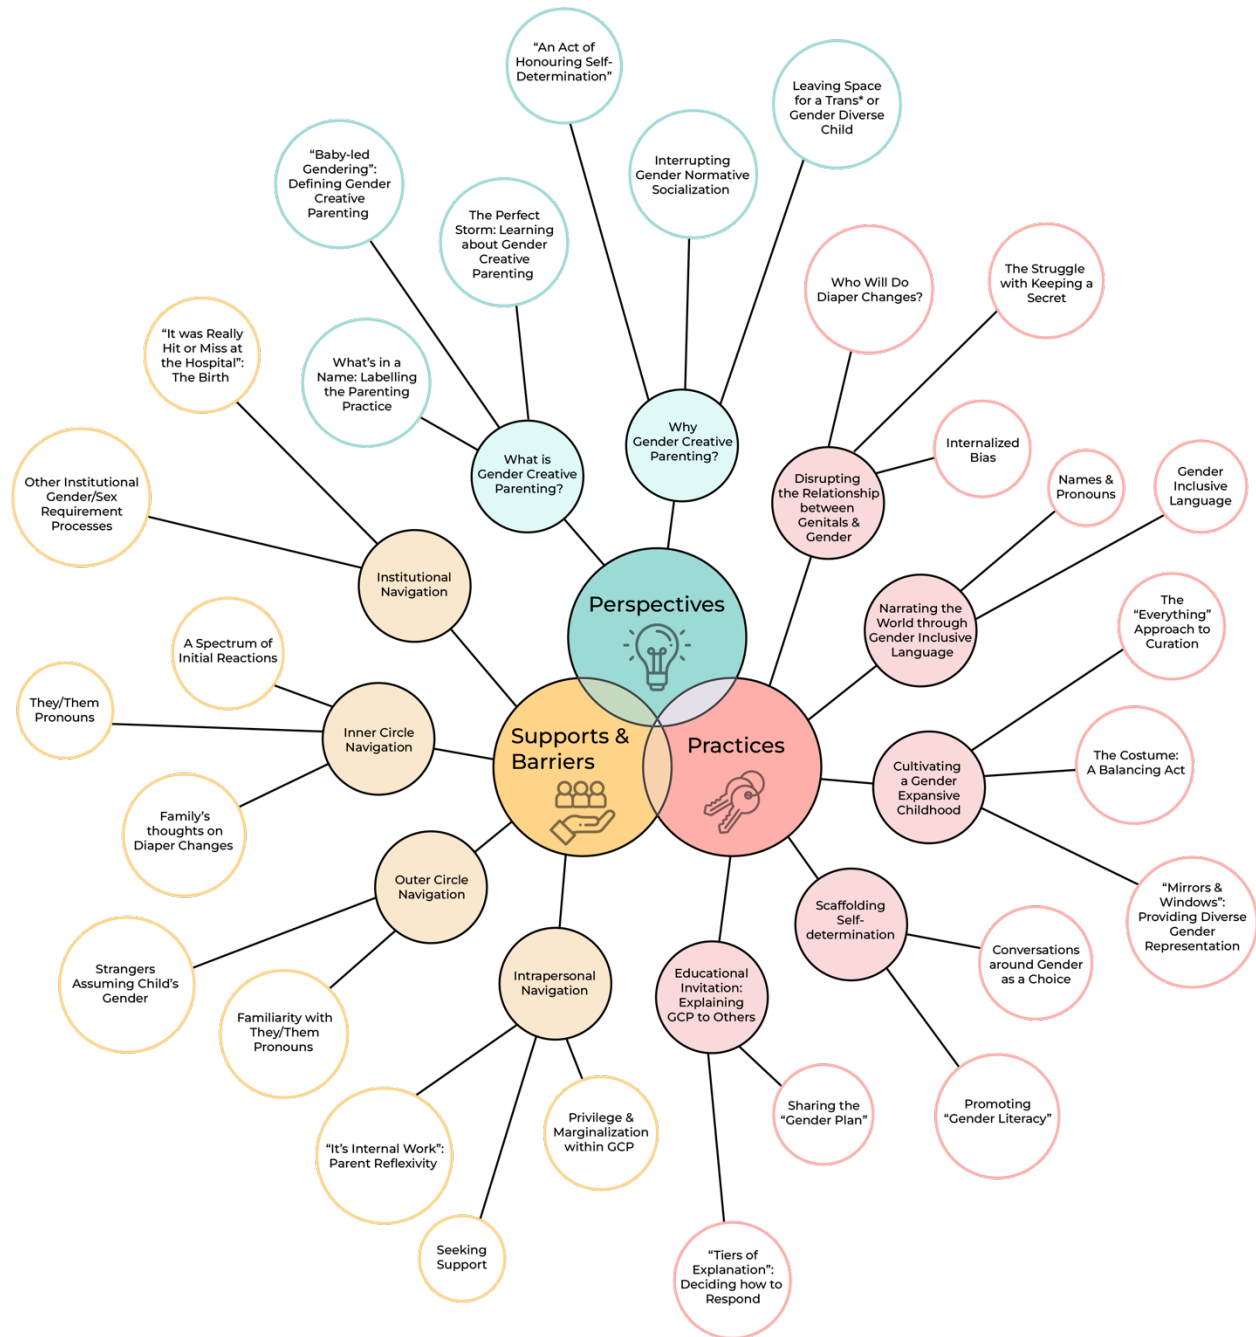 “An Act of
Honouring Self-
Determination”
Leaving Space
for a Trans* or
Gender Diverse
Child
“Baby-led
Gendering”:
Defining Gender
Creative
Parenting
Interrupting
Gender Normative
Socialization
The Perfect
Storm: Learning
about Gender
Creative
Parenting
Who Will Do
Diaper Changes?
The Struggle
with Keeping a
Secret
“It was Really
Hit or Miss at
the Hospital”:
The Birth
What’s in a
Name: Labelling
the Parenting
Practice
Why
Gender Creative
Parenting?
What is
Gender Creative
Parenting?
Internalized
Bias
Disrupting
the Relationship
between
Genitals &
Gender
Names &
Pronouns
Gender
Inclusive
Language
Other Institutional
Gender/Sex
Requirement
Processes
Institutional
Navigation
Perspectives
Narrating the
World through
Gender Inclusive
Language
The
“Everything”
Approach to
Curation
A Spectrum of
Initial Reactions
They/Them
Pronouns
Inner Circle
Navigation
Supports &
Barriers
Practices
Cultivating
a Gender
Expansive
Childhood
The Costume:
A Balancing Act
Family’s
thoughts on
Diaper Changes
Outer Circle
Navigation
Scaffolding
Self-
determination
“Mirrors &
Windows”:
Providing Diverse
Gender
Representation
Strangers
Assuming Child’s
Gender
Intrapersonal
Navigation
Educational
Invitation:
Explaining
GCP to Others
Conversations
around Gender
as a Choice
Familiarity with
They/Them
Pronouns
“It’s Internal Work”:
Parent Reflexivity
Privilege &
Marginalization
within GCP
Sharing the
“Gender Plan”
Promoting
“Gender Literacy”
Seeking
Support
“Tiers of
Explanation”:
Deciding how to
Respond